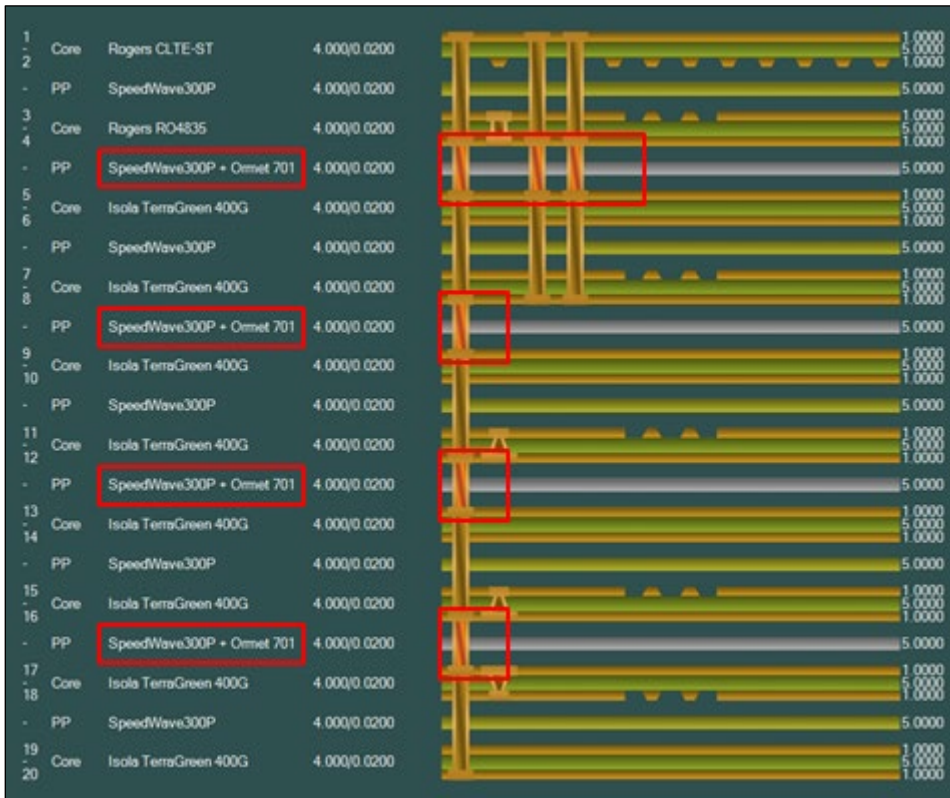 1
- Core Rogers CLTE-ST 4.000/0.0200 1.0000 5.0000 1.0000
2
- PP SpeedWave300P 4.000/0.0200 5.0000
3
- Core Rogers RO4835 4.000/0.0200 1.0000 5.0000 1.0000
4
- PP SpeedWave300P + Ormet 701 4.000/0.0200 5.0000
5
- Core Isola TerraGreen 400G 4.000/0.0200 1.0000 5.0000 1.0000
6
- PP SpeedWave300P 4.000/0.0200 5.0000
7
- Core Isola TerraGreen 400G 4.000/0.0200 1.0000 5.0000 1.0000
8
- PP SpeedWave300P + Ormet 701 4.000/0.0200 5.0000
9
- Core Isola TerraGreen 400G 4.000/0.0200 1.0000 5.0000 1.0000
10
- PP SpeedWave300P 4.000/0.0200 5.0000
11
- Core Isola TerraGreen 400G 4.000/0.0200 1.0000 5.0000 1.0000
12
- PP SpeedWave300P + Ormet 701 4.000/0.0200 5.0000
13
- Core Isola TerraGreen 400G 4.000/0.0200 1.0000 5.0000 1.0000
14
- PP SpeedWave300P 4.000/0.0200 5.0000
15
- Core Isola TerraGreen 400G 4.000/0.0200 1.0000 5.0000 1.0000
16
- PP SpeedWave300P + Ormet 701 4.000/0.0200 5.0000
17
- Core Isola TerraGreen 400G 4.000/0.0200 1.0000 5.0000 1.0000
18
- PP SpeedWave300P 4.000/0.0200 5.0000
19
- Core Isola TerraGreen 400G 4.000/0.0200 1.0000 5.0000 1.0000
20